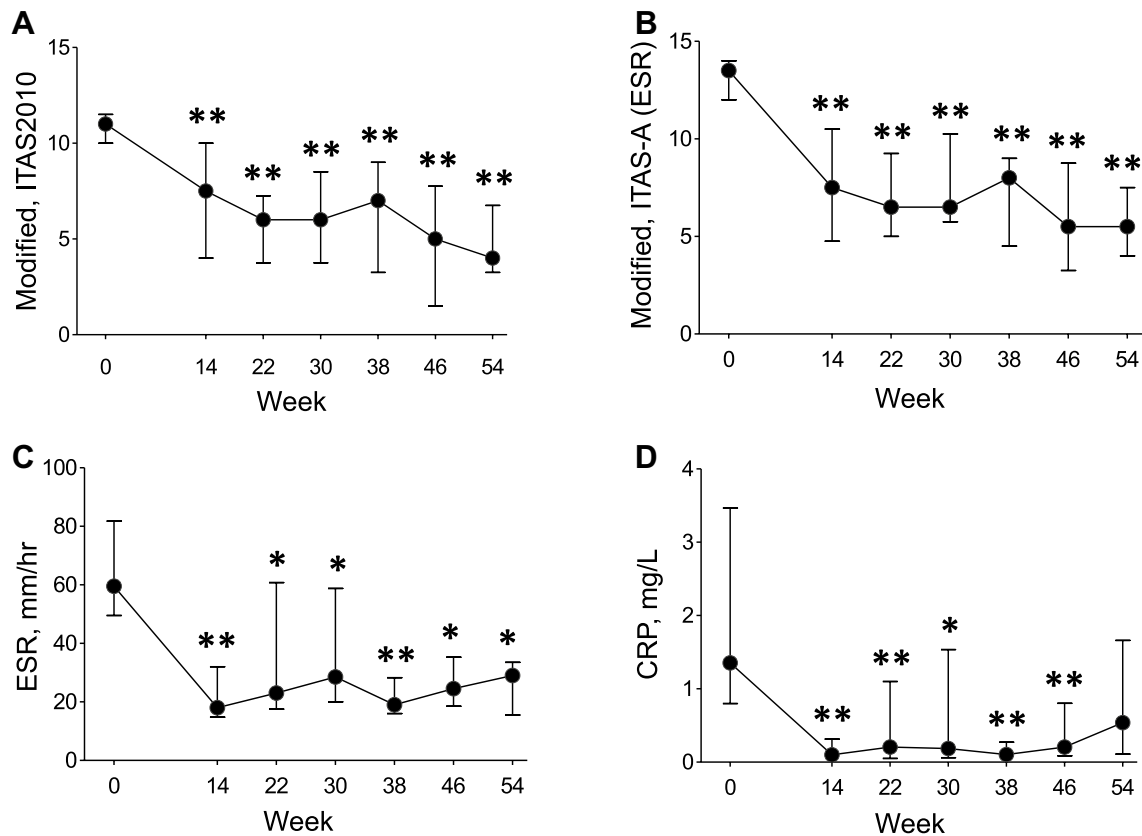 A
Modified, ITAS2010
15
10
5
0
** ** ** ** ** **
0 14 22 30 38 46 54
Week
B
Modified, ITAS-A (ESR)
15
10
5
0
** ** ** ** ** **
0 14 22 30 38 46 54
Week
C
ESR, mm/hr
100
80
60
40
20
0
** * * ** * *
0 14 22 30 38 46 54
Week
D
CRP, mg/L
4
3
2
1
0
** ** * ** **
0 14 22 30 38 46 54
Week